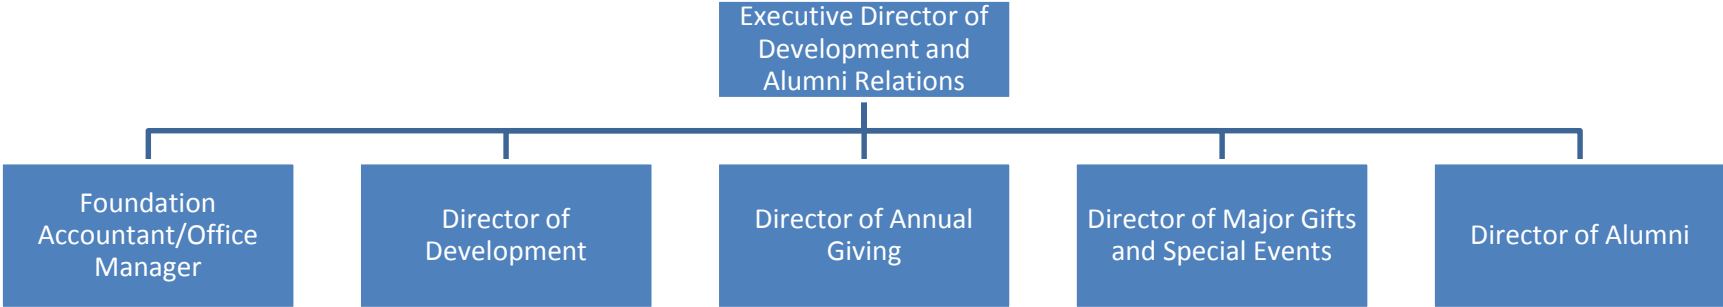 Executive Director of
Development and
Alumni Relations
Foundation
Accountant/Office
Manager
Director of
Development
Director of Annual
Giving
Director of Major Gifts
and Special Events
Director of Alumni